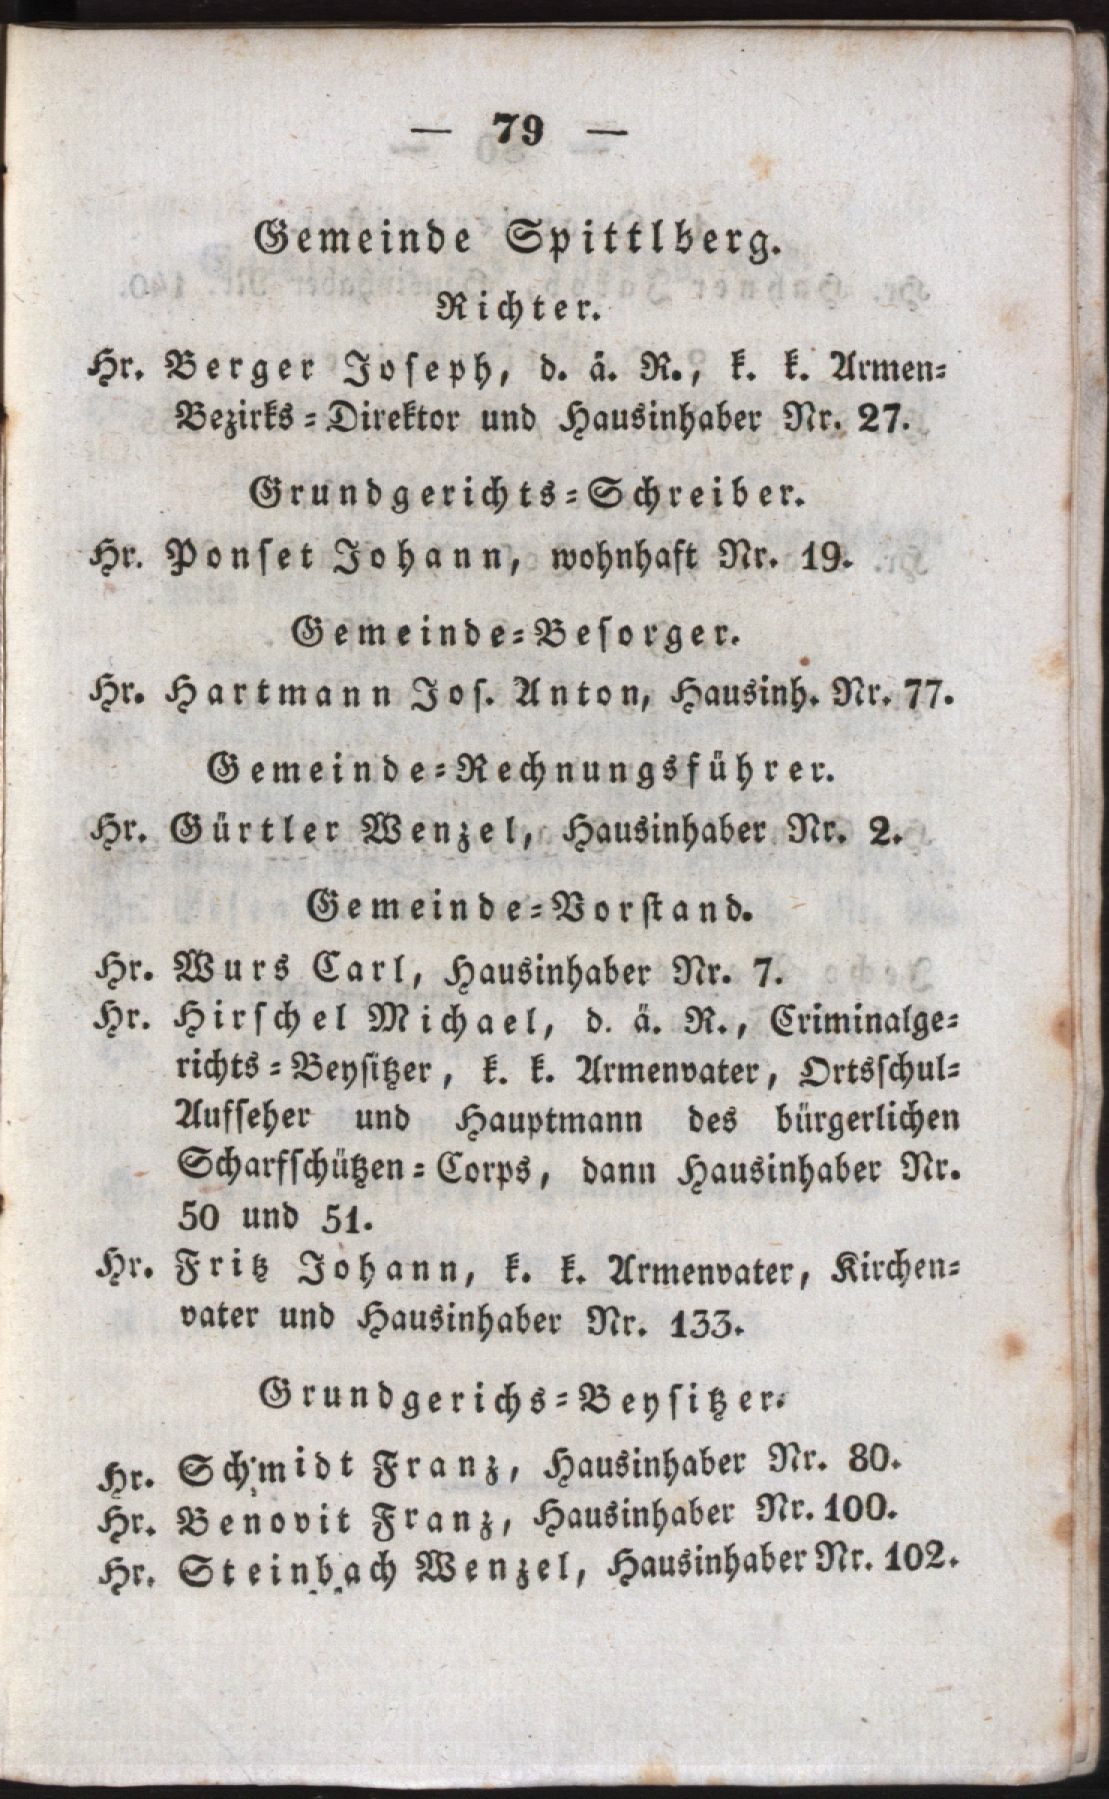 — 79 —
Gemeinde Spittlberg.
Richter.
Hr. Berger Joseph, d. ä. R., k. k. Armen-
Bezirks-Direktor und Hausinhaber Nr. 27.
Grundgerichts-Schreiber.
Hr. Ponset Johann, wohnhaft Nr. 19.
Gemeinde-Besorger.
Hr. Hartmann Jos. Anton, Hausinh. Nr. 77.
Gemeinde-Rechnungsführer.
Hr. Gürtler Wenzel, Hausinhaber Nr. 2.
Gemeinde-Vorstand.
Hr. Wurs Carl, Hausinhaber Nr. 7.
Hr. Hirschel Michael, d. ä. R., Criminalge-
richts-Beysitzer, k. k. Armenvater, Ortsschul-
Aufseher und Hauptmann des bürgerlichen
Scharfschützen-Corps, dann Hausinhaber Nr.
50 und 51.
Hr. Fritz Johann, k. k. Armenvater, Kirchen-
vater und Hausinhaber Nr. 133.
Grundgerichs-Beysitzer.
Hr. Schmidt Franz, Hausinhaber Nr. 80.
Hr. Benovit Franz, Hausinhaber Nr. 100.
Hr. Steinbach Wenzel, Hausinhaber Nr. 102.